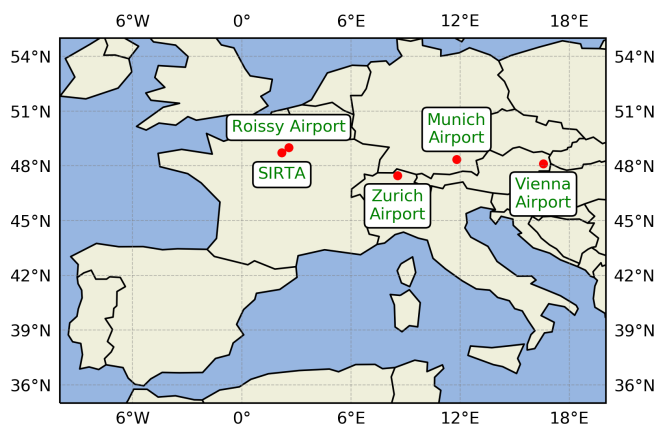 6°W 0° 6°E 12°E 18°E
54°N 54°N
51°N 51°N
Roissy Airport
Munich
Airport
48°N 48°N
SIRTA
Zurich
Airport
Vienna
Airport
45°N 45°N
42°N 42°N
39°N 39°N
36°N 36°N
6°W 0° 6°E 12°E 18°E